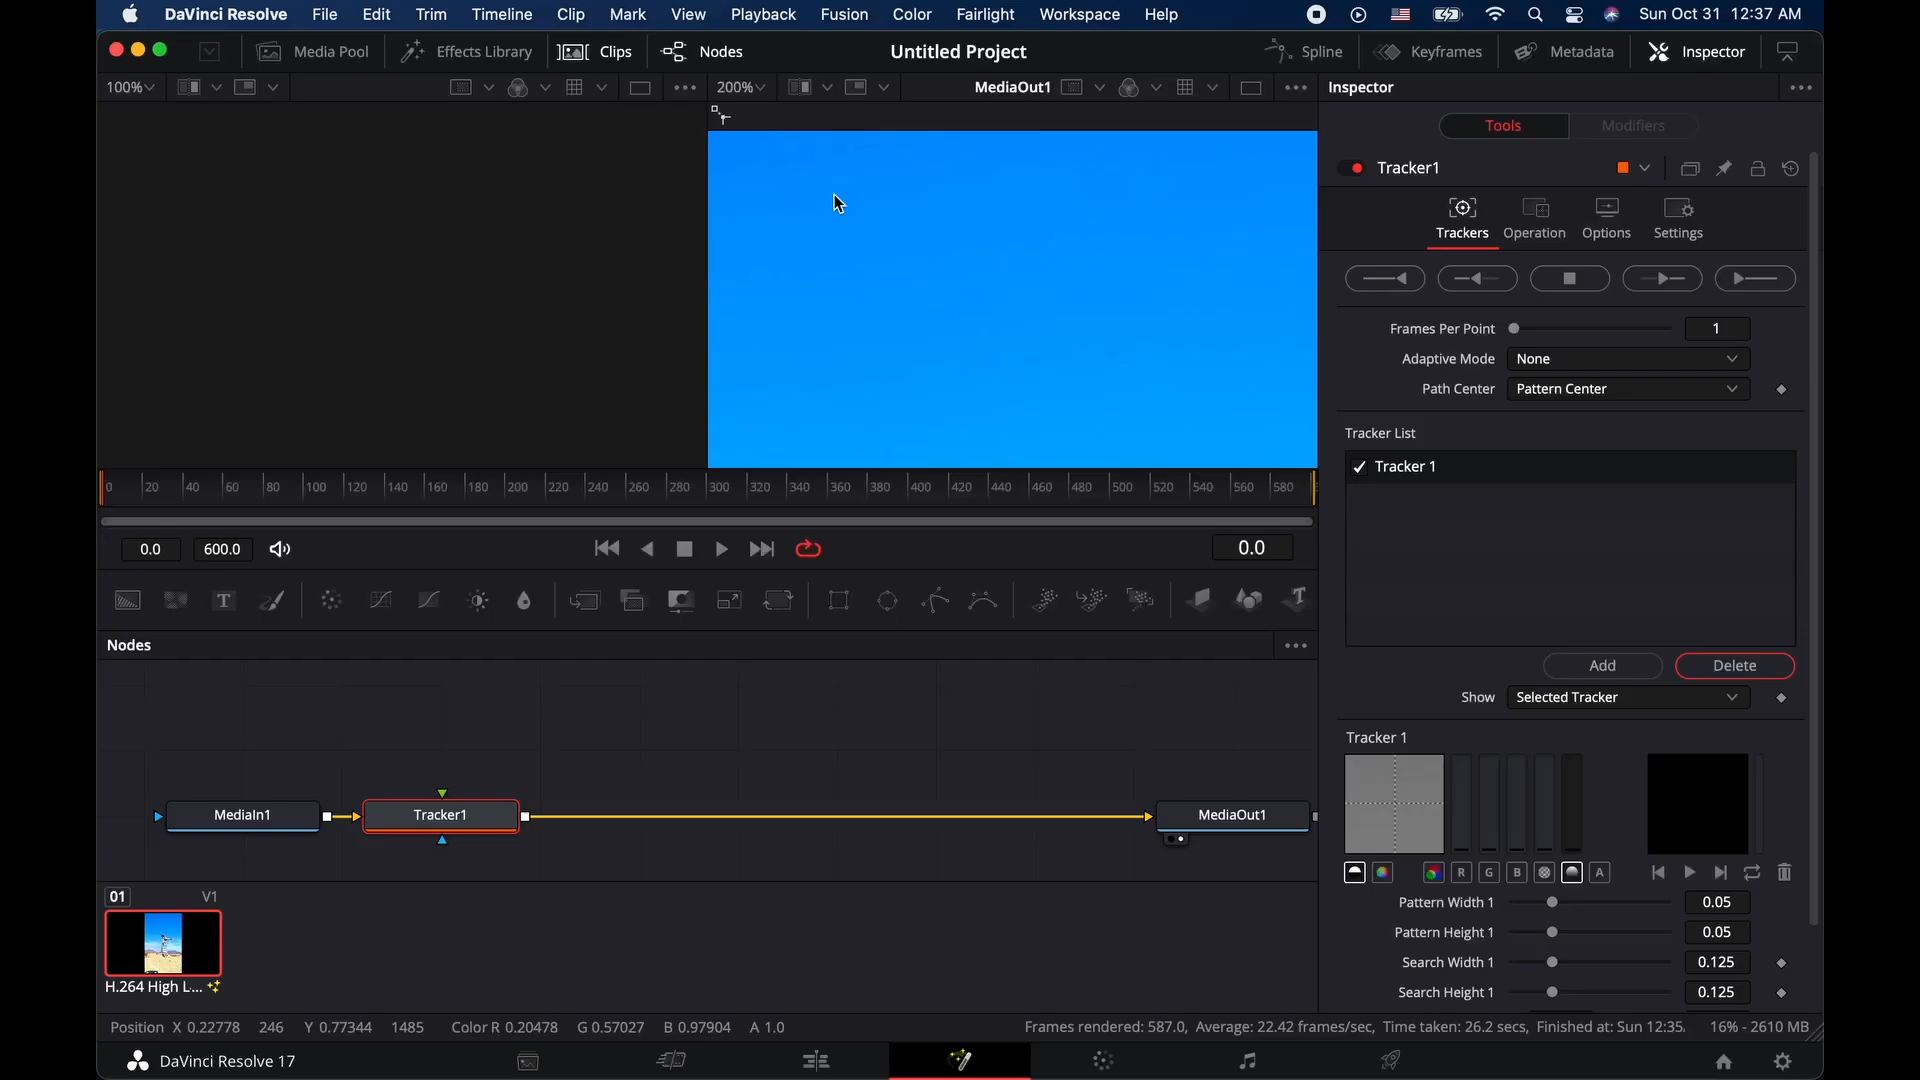 DaVinci Resolve File Edit Trim Timeline Clip Mark View Playback Fusion Color Fairlight Workspace Help Sun Oct 31 12:37 AM
Media Pool Effects Library Clips Nodes Untitled Project Spline Keyframes Metadata Inspector
100% 200% MediaOut1 Inspector
Tools Modifiers
Tracker1
Trackers Operation Options Settings
Frames Per Point 1
Adaptive Mode None
Path Center Pattern Center
Tracker List
Tracker 1
0 20 40 60 80 100 120 140 160 180 200 220 240 260 280 300 320 340 360 380 400 420 440 460 480 500 520 540 560 580
0.0 600.0 0.0
T T
Nodes
Add Delete
Show Selected Tracker
Tracker 1
MediaIn1 Tracker1 MediaOut1
R G B A
01 V1
Pattern Width 1 0.05
Pattern Height 1 0.05
Search Width 1 0.125
H.264 High L...
Search Height 1 0.125
Position X 0.22778 246 Y 0.77344 1485 Color R 0.20478 G 0.57027 B 0.97904 A 1.0 Frames rendered: 587.0, Average: 22.42 frames/sec, Time taken: 26.2 secs, Finished at: Sun 12:35. 16% - 2610 MB
DaVinci Resolve 17